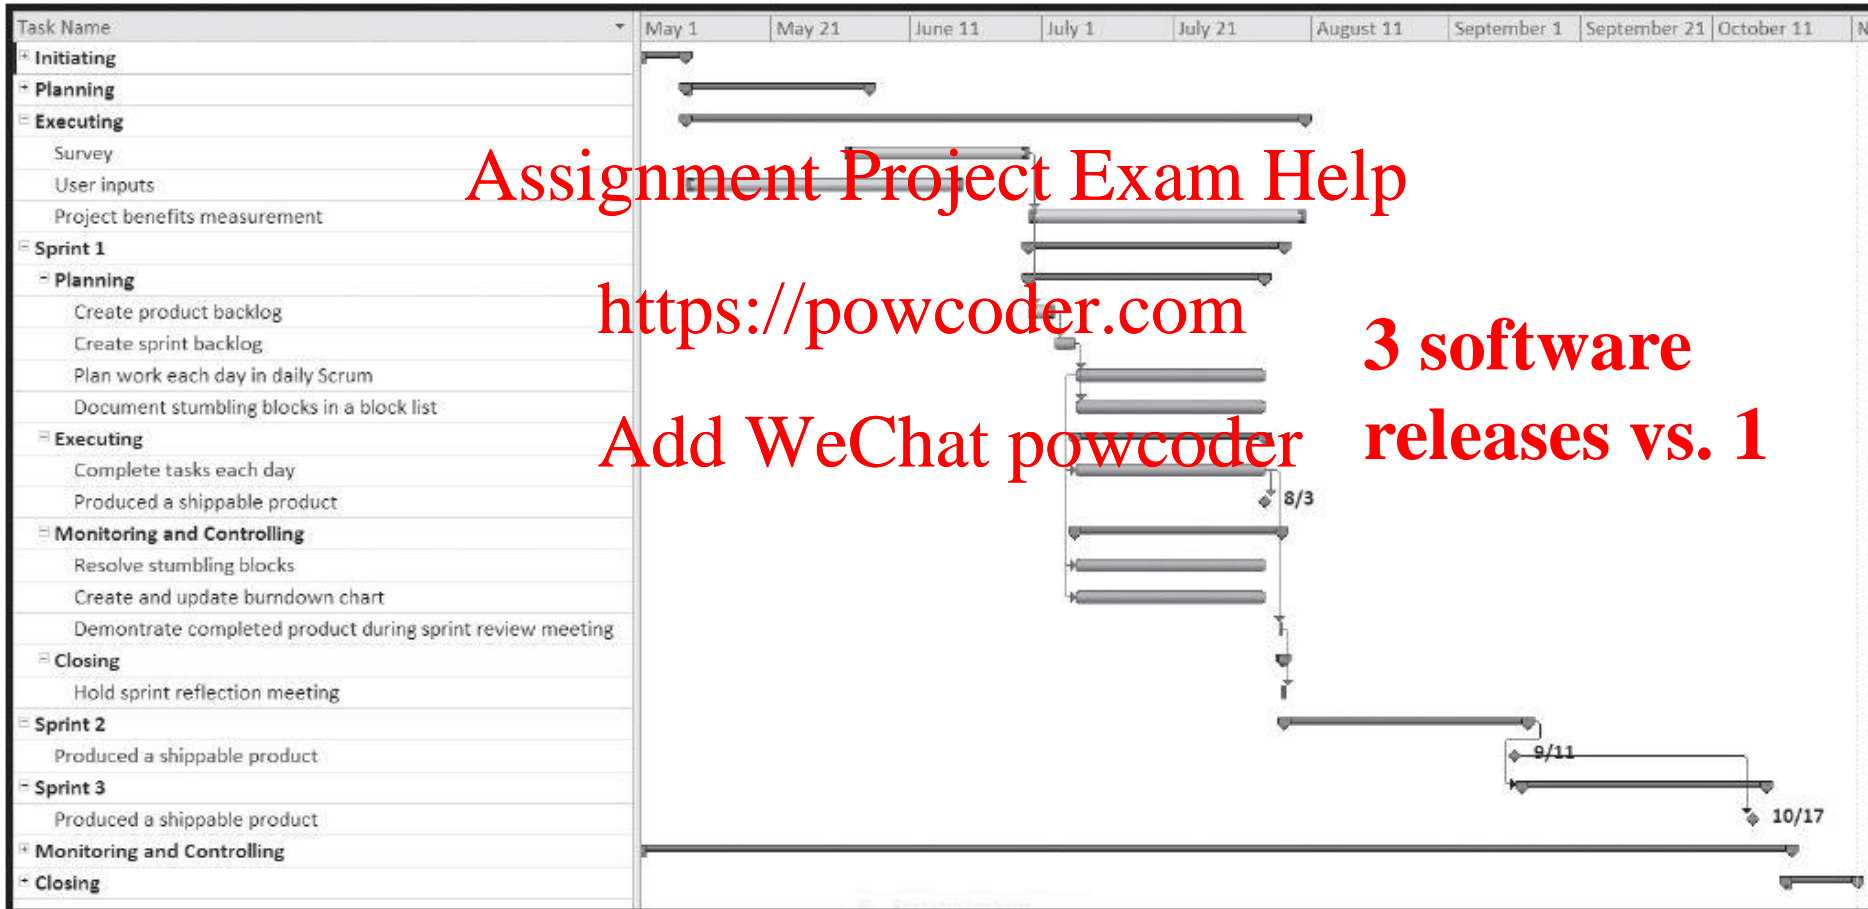 Task Name May 1 May 21 June 11 July 1 July 21 August 11 September 1 September 21 October 11 N
Initiating
Planning
Executing
Survey
User inputs
Assignment Project Exam Help
Project benefits measurement
Sprint 1
Planning
Create product backlog
https://powcoder.com
Create sprint backlog
3 software
Plan work each day in daily Scrum
Document stumbling blocks in a block list
releases vs. 1
Executing
Add WeChat powcoder
Complete tasks each day
Produced a shippable product 8/3
Monitoring and Controlling
Resolve stumbling blocks
Create and update burndown chart
Demontrate completed product during sprint review meeting
Closing
Hold sprint reflection meeting
Sprint 2
Produced a shippable product 9/11
Sprint 3
Produced a shippable product 10/17
Monitoring and Controlling
Closing